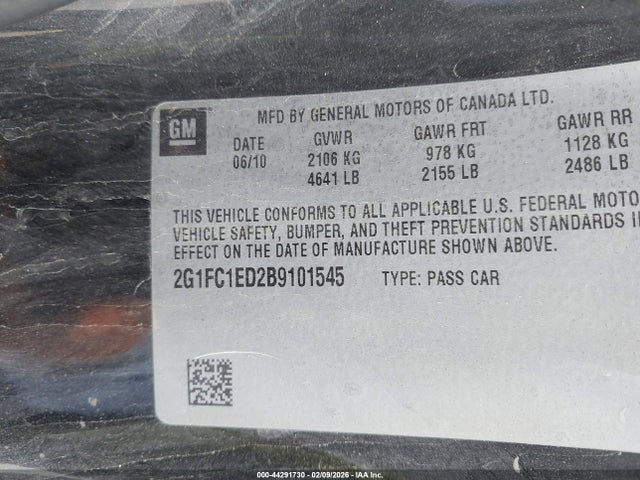 GM
MFD BY GENERAL MOTORS OF CANADA LTD.
DATE GVWR GAWR FRT GAWR RR
06/10 2106 KG 978 KG 1128 KG
4641 LB 2155 LB 2486 LB
THIS VEHICLE CONFORMS TO ALL APPLICABLE U.S. FEDERAL MOTO
VEHICLE SAFETY, BUMPER, AND THEFT PREVENTION STANDARDS I
EFFECT ON THE DATE OF MANUFACTURE SHOWN ABOVE.
2G1FC1ED2B9101545 TYPE: PASS CAR
000-44291730 - 02/09/2026 - IAA Inc.